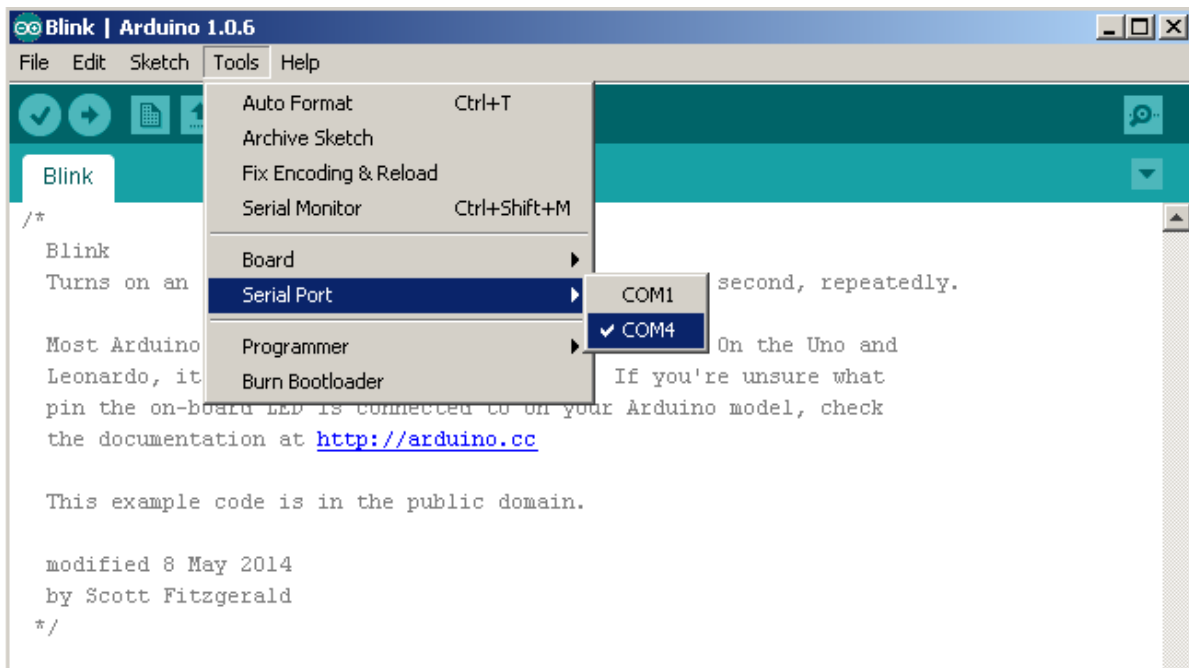 Blink | Arduino 1.0.6
File Edit Sketch Tools Help
Auto Format Ctrl+T
Archive Sketch
Fix Encoding & Reload
Serial Monitor Ctrl+Shift+M
Board
Serial Port
Programmer
Burn Bootloader
COM1
COM4
Blink
/*
Blink
Turns on an second, repeatedly.
Most Arduino On the Uno and
Leonardo, it If you're unsure what
pin the on-board LED is connected to on your Arduino model, check
the documentation at http://arduino.cc
This example code is in the public domain.
modified 8 May 2014
by Scott Fitzgerald
*/